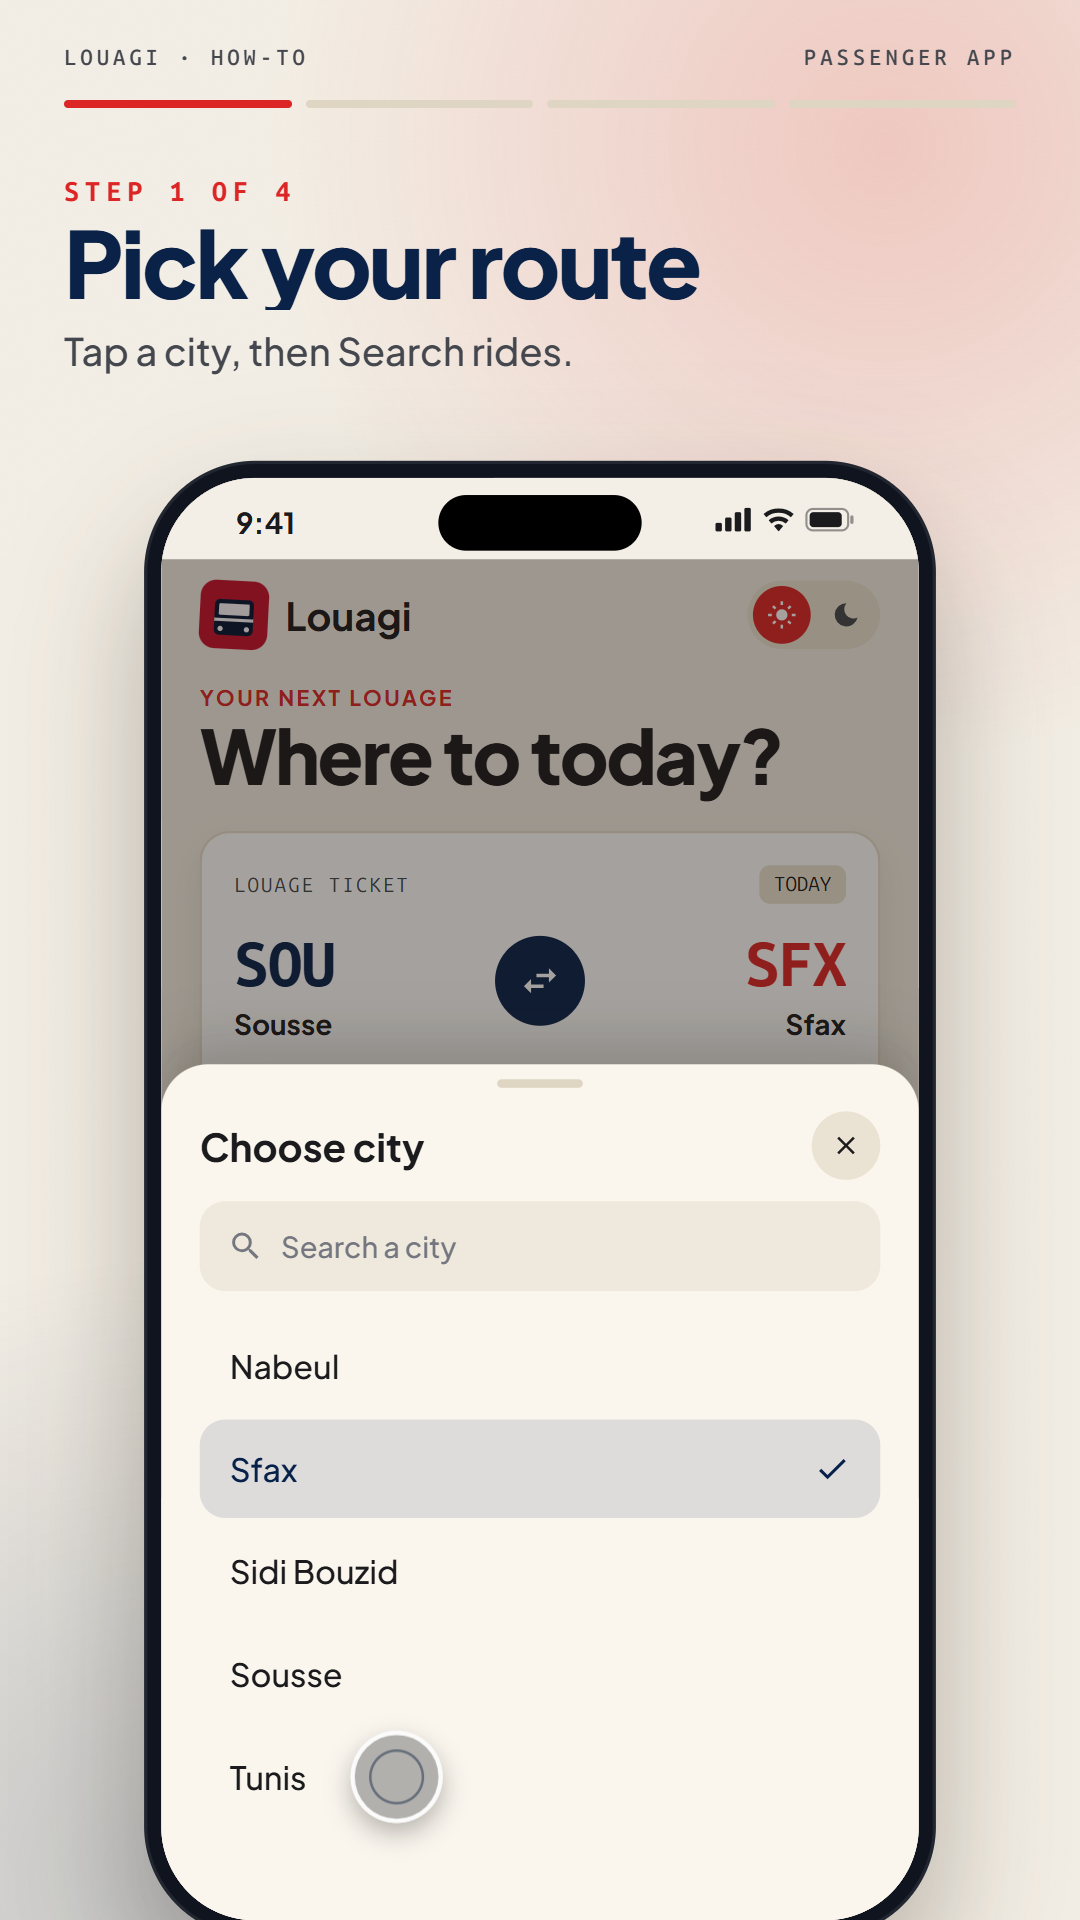 LOUAGI · HOW-TO
PASSENGER APP
STEP 1 OF 4
Pick your route
Tap a city, then Search rides.
9:41
Louagi
YOUR NEXT LOUAGE
Where to today?
LOUAGE TICKET
TODAY
SOU
SFX
Sousse
Sfax
Choose city
Search a city
Nabeul
Sfax
Sidi Bouzid
Sousse
Tunis